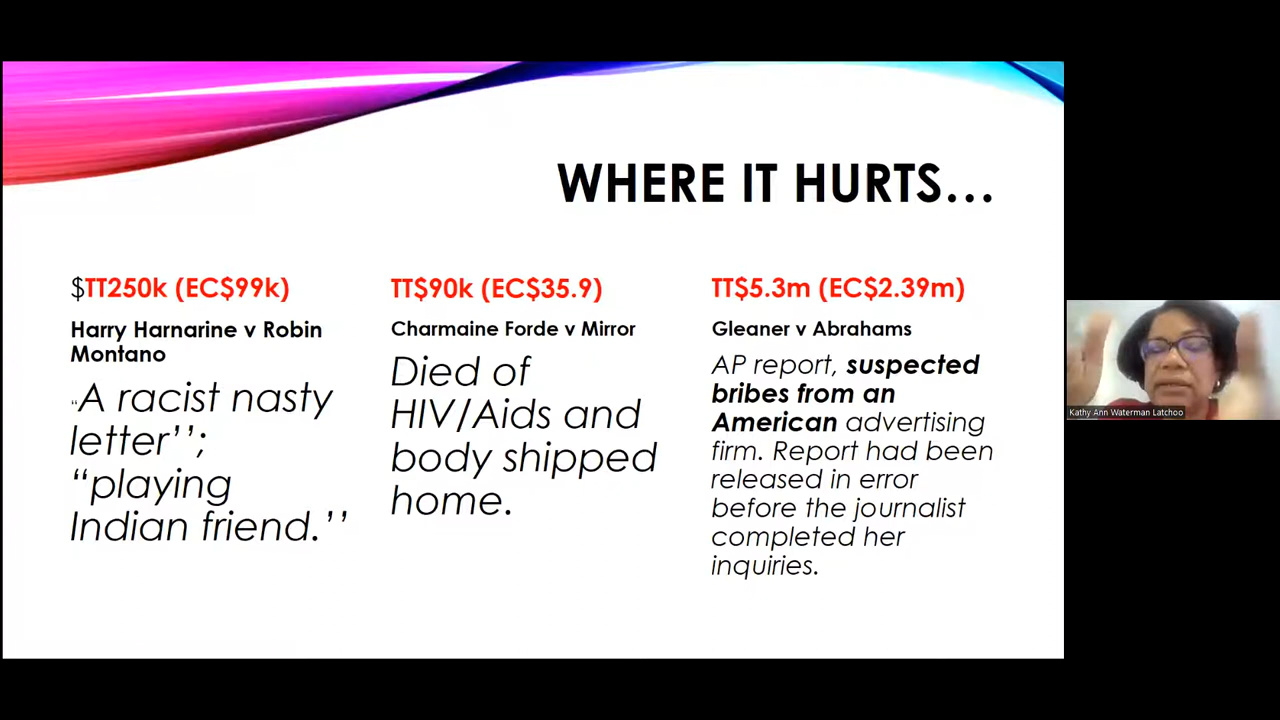 WHERE IT HURTS...
$TT250k (EC$99k)
Harry Harnarine v Robin
Montano
“A racist nasty
letter’’;
“playing
Indian friend.’’
TT$90k (EC$35.9)
Charmaine Forde v Mirror
Died of
HIV/Aids and
body shipped
home.
TT$5.3m (EC$2.39m)
Gleaner v Abrahams
AP report, suspected
bribes from an
American advertising
firm. Report had been
released in error
before the journalist
completed her
inquiries.
Kathy Ann Waterman Latchoo